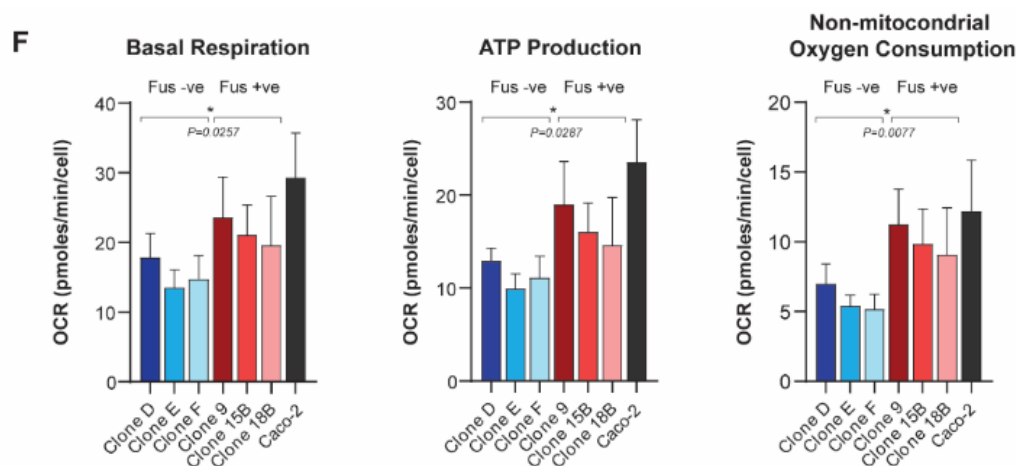 F
Basal Respiration
Fus -ve Fus +ve
*
P=0.0257
OCR (pmoles/min/cell)
40
30
20
10
0
Clone D
Clone E
Clone F
Clone 9
Clone 15B
Clone 18B
Caco-2
ATP Production
Fus -ve Fus +ve
*
P=0.0287
OCR (pmoles/min/cell)
30
20
10
0
Clone D
Clone E
Clone F
Clone 9
Clone 15B
Clone 18B
Caco-2
Non-mitocondrial
Oxygen Consumption
Fus -ve Fus +ve
*
P=0.0077
OCR (pmoles/min/cell)
20
15
10
5
0
Clone D
Clone E
Clone F
Clone 9
Clone 15B
Clone 18B
Caco-2